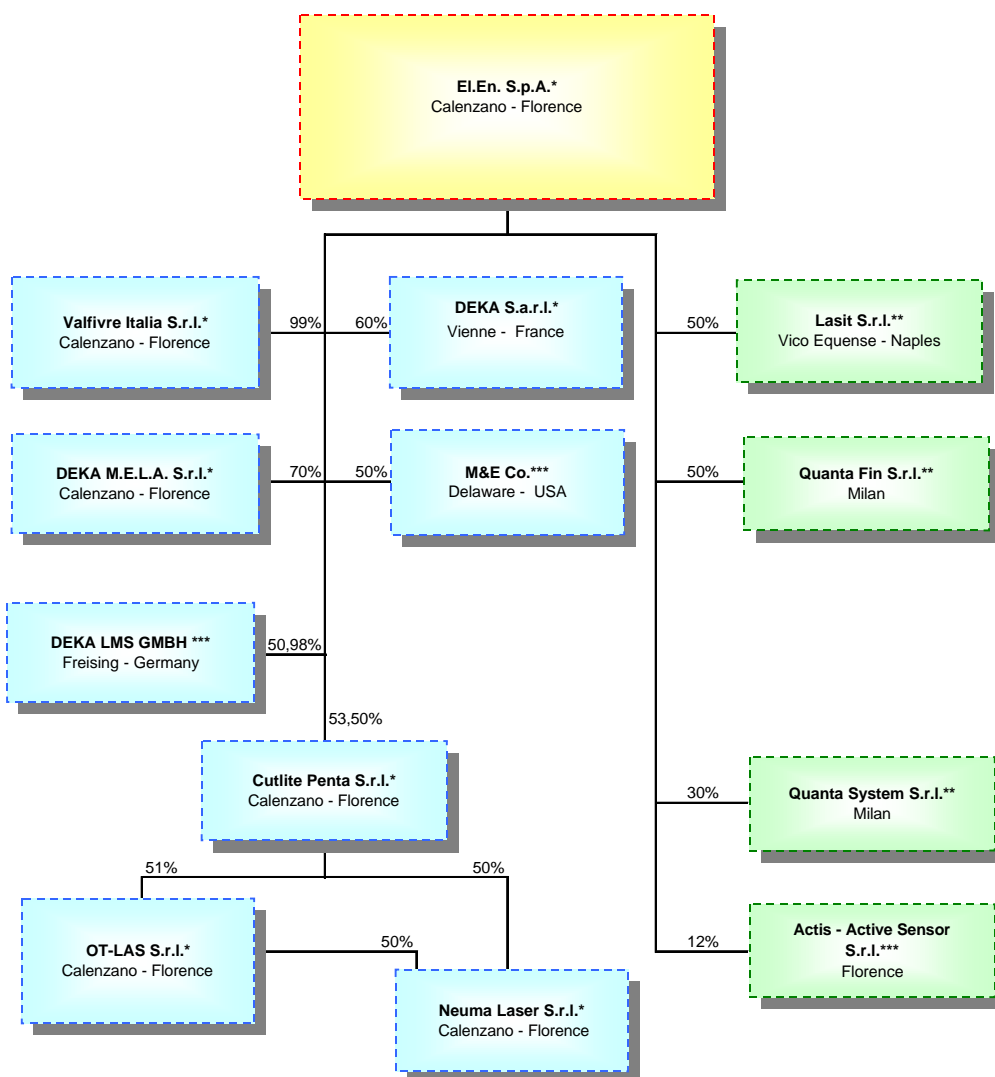 El.En. S.p.A.*
Calenzano - Florence
Valfivre Italia S.r.l.*
Calenzano - Florence
99%
60%
DEKA S.a.r.l.*
Vienne -  France
50%
Lasit S.r.l.**
Vico Equense - Naples
DEKA M.E.L.A. S.r.l.*
Calenzano - Florence
70%
50%
M&E Co.***
Delaware -  USA
50%
Quanta Fin S.r.l.**
Milan
DEKA LMS GMBH ***
Freising - Germany
50,98%
53,50%
Cutlite Penta S.r.l.*
Calenzano - Florence
30%
Quanta System S.r.l.**
Milan
51%
50%
OT-LAS S.r.l.*
Calenzano - Florence
50%
Neuma Laser S.r.l.*
Calenzano - Florence
12%
Actis - Active Sensor
S.r.l.***
Florence